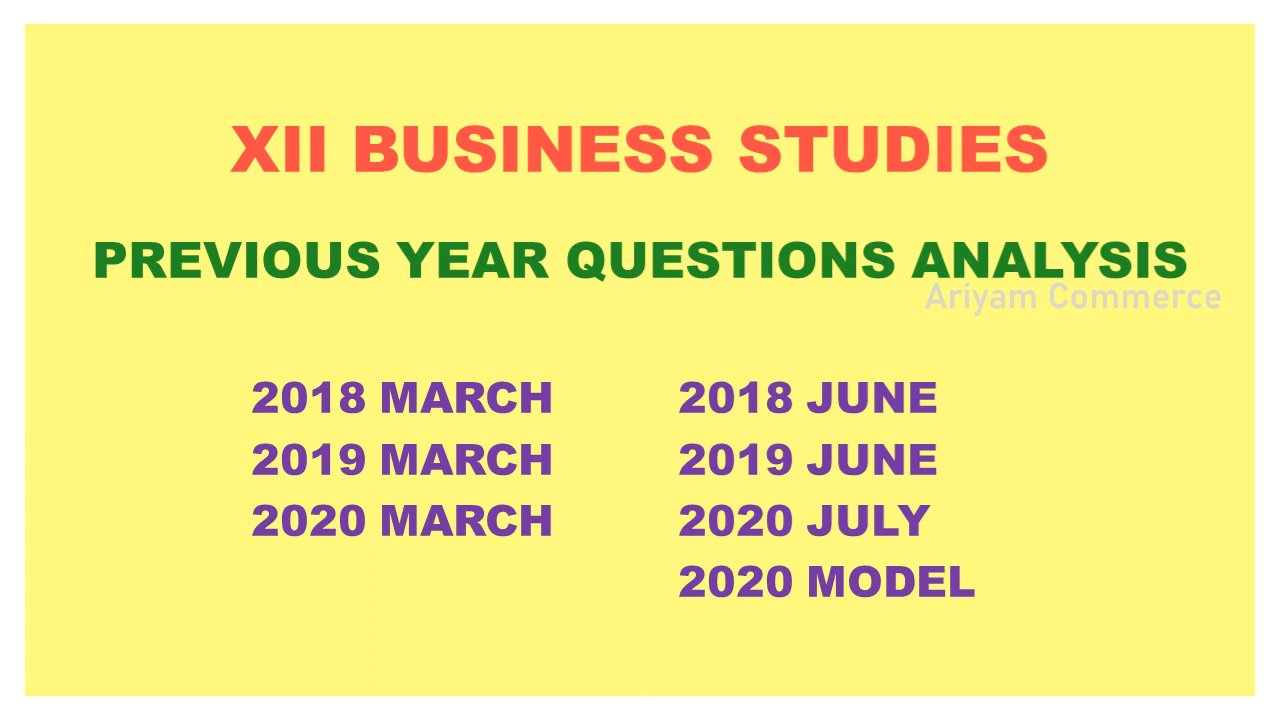 XII BUSINESS STUDIES
PREVIOUS YEAR QUESTIONS ANALYSIS
Ariyam Commerce
2018 MARCH
2019 MARCH
2020 MARCH
2018 JUNE
2019 JUNE
2020 JULY
2020 MODEL